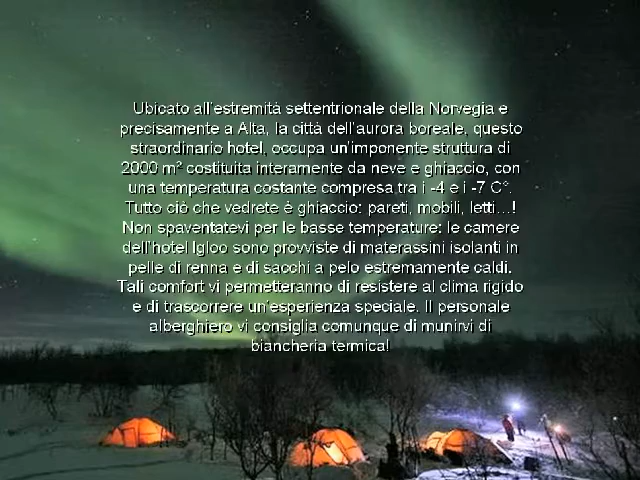 Ubicato all'estremità settentrionale della Norvegia e
precisamente a Alta, la città dell'aurora boreale, questo
straordinario hotel, occupa un'imponente struttura di
2000 m² costituita interamente da neve e ghiaccio, con
una temperatura costante compresa tra i -4 e i -7 C°.
Tutto ciò che vedrete è ghiaccio: pareti, mobili, letti...!
Non spaventatevi per le basse temperature: le camere
dell'hotel Igloo sono provviste di materassini isolanti in
pelle di renna e di sacchi a pelo estremamente caldi.
Tali comfort vi permetteranno di resistere al clima rigido
e di trascorrere un'esperienza speciale. Il personale
alberghiero vi consiglia comunque di munirvi di
biancheria termica!